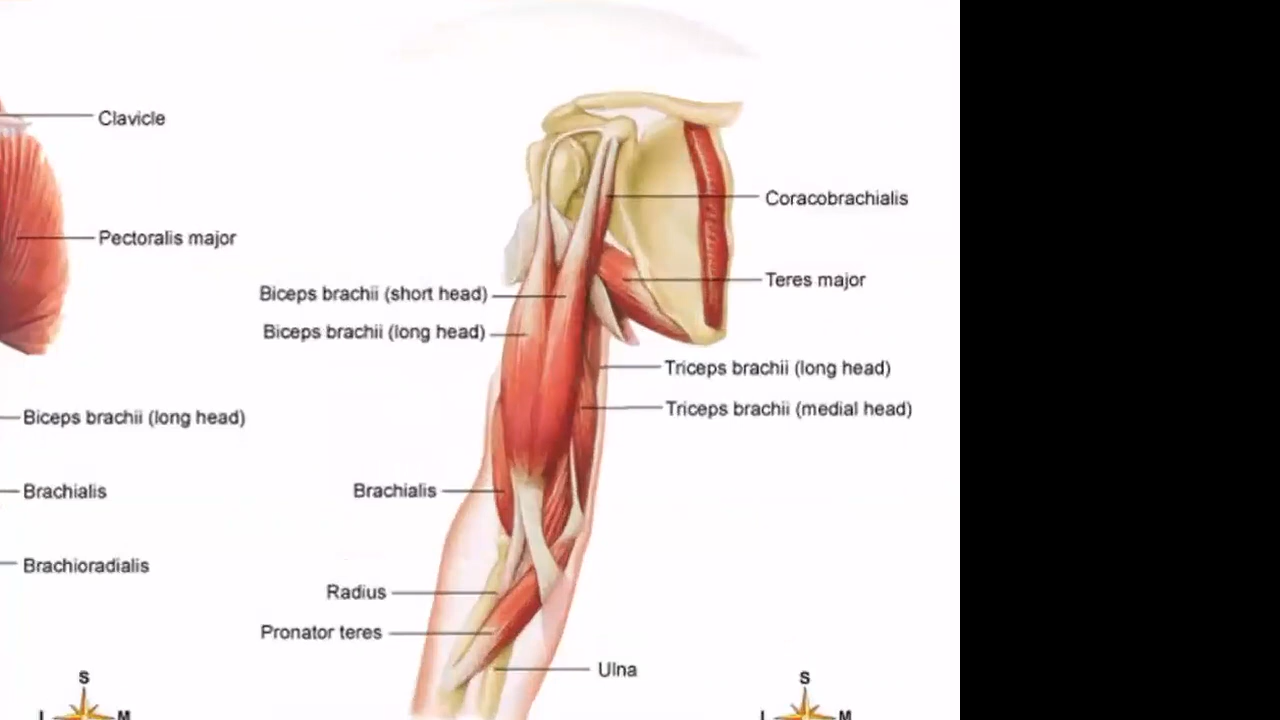 Clavicle
Pectoralis major
Biceps brachii (long head)
Brachialis
Brachioradialis
S
L M
Coracobrachialis
Teres major
Biceps brachii (short head)
Biceps brachii (long head)
Triceps brachii (long head)
Triceps brachii (medial head)
Brachialis
Radius
Pronator teres
Ulna
S
L M